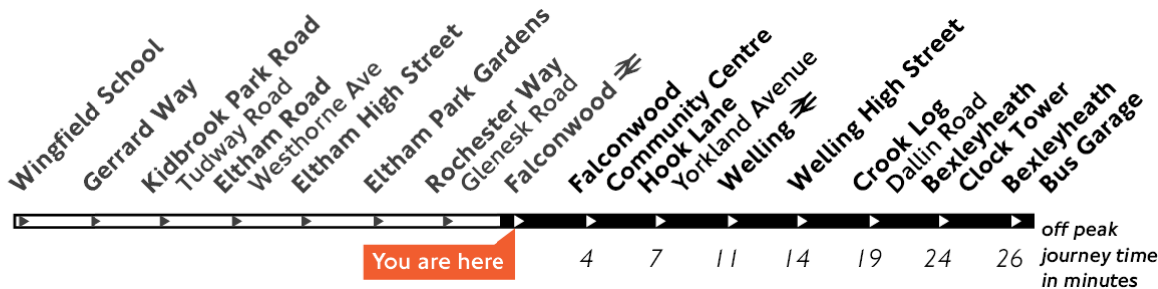 Wingfield School
Gerrard Way
Kidbrook Park Road
Tudway Road
Eltham Road
Westhorne Ave
Eltham High Street
Eltham Park Gardens
Rochester Way
Glenesk Road
Falconwood
Falconwood
Community Centre
Hook Lane
Yorkland Avenue
Welling
Welling High Street
Crook Log
Dallin Road
Bexleyheath
Clock Tower
Bexleyheath
Bus Garage
You are here
4 7 11 14 19 24 26
off peak
journey time
in minutes